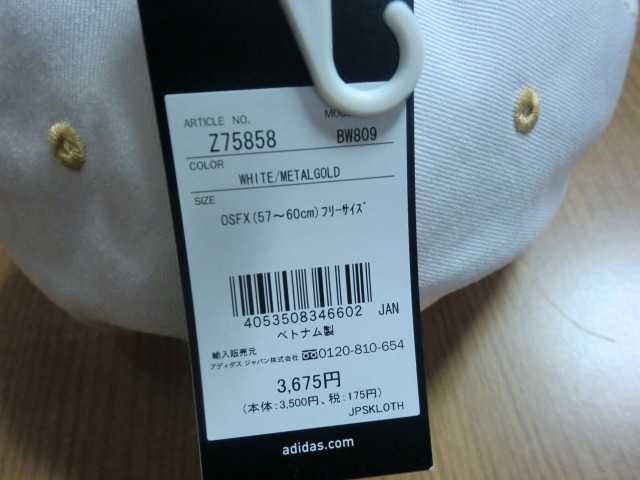 ARTICLE NO.
Z75858 BW809
COLOR
WHITE/METALGOLD
SIZE
OSFX(57～60cm)ﾌﾘｰｻｲｽﾞ
4053508346602 JAN
ベトナム製
輸入販売元
アディダス ジャパン株式会社 0120-810-654
3,675円
(本体:3,500円、税:175円)
JPSKLOTH
adidas.com